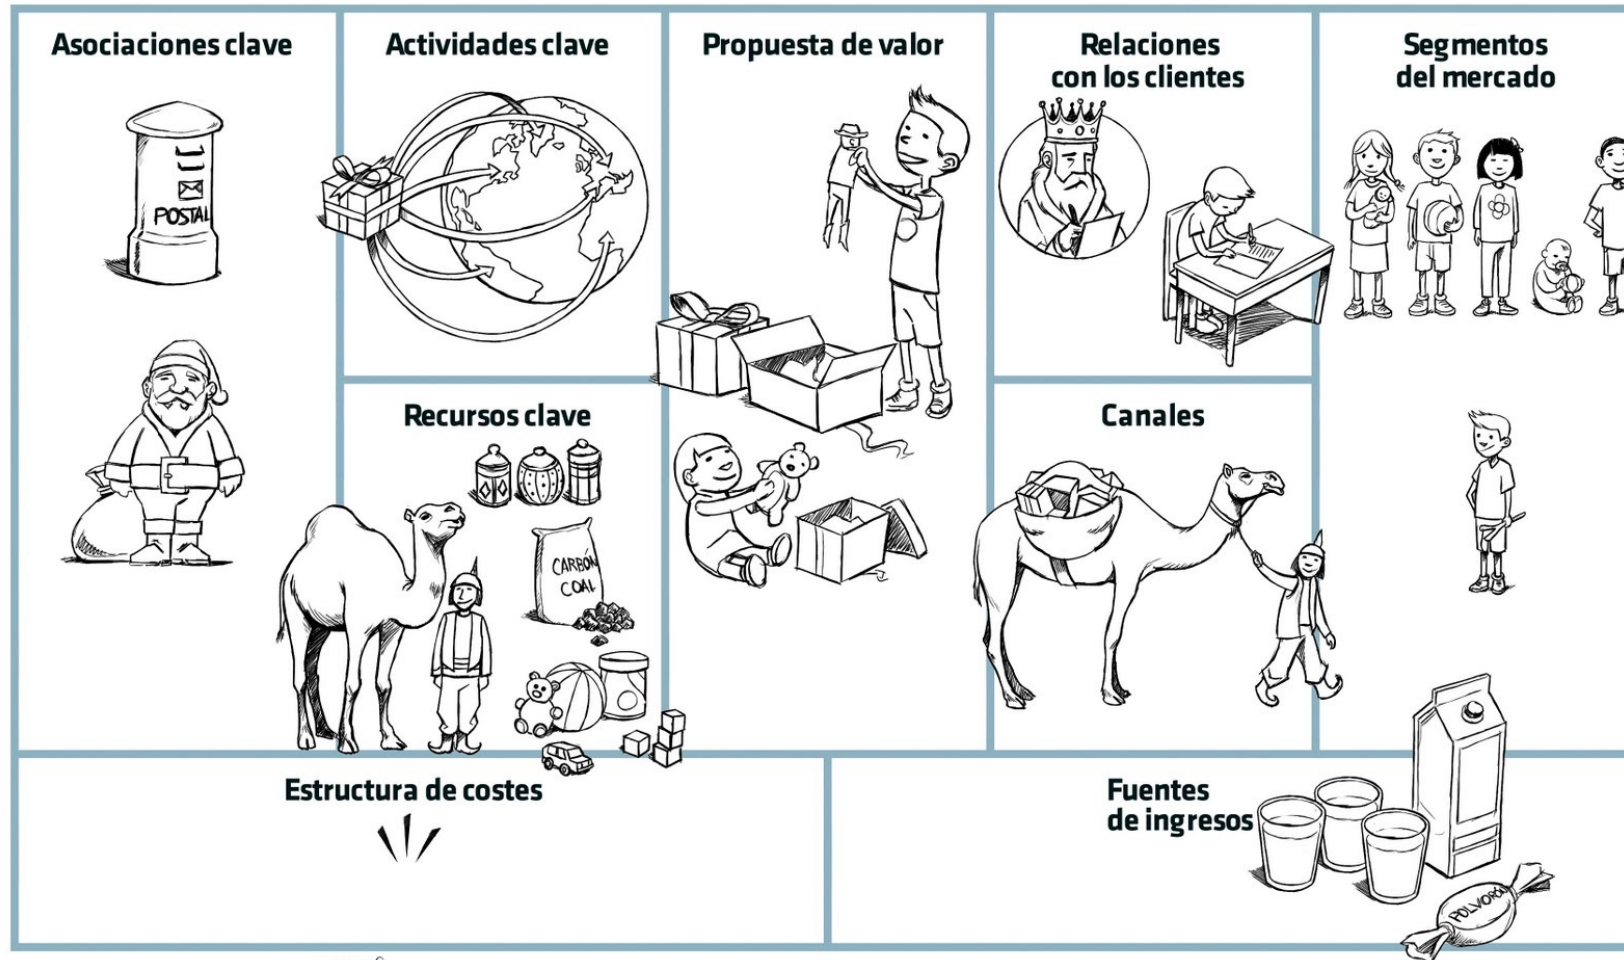 Asociaciones clave
POSTAL
Actividades clave
Recursos clave
CARBÓN
COAL
Propuesta de valor
Relaciones
con los clientes
Canales
Segmentos
del mercado
Estructura de costes
Fuentes
de ingresos
POLVORÓN